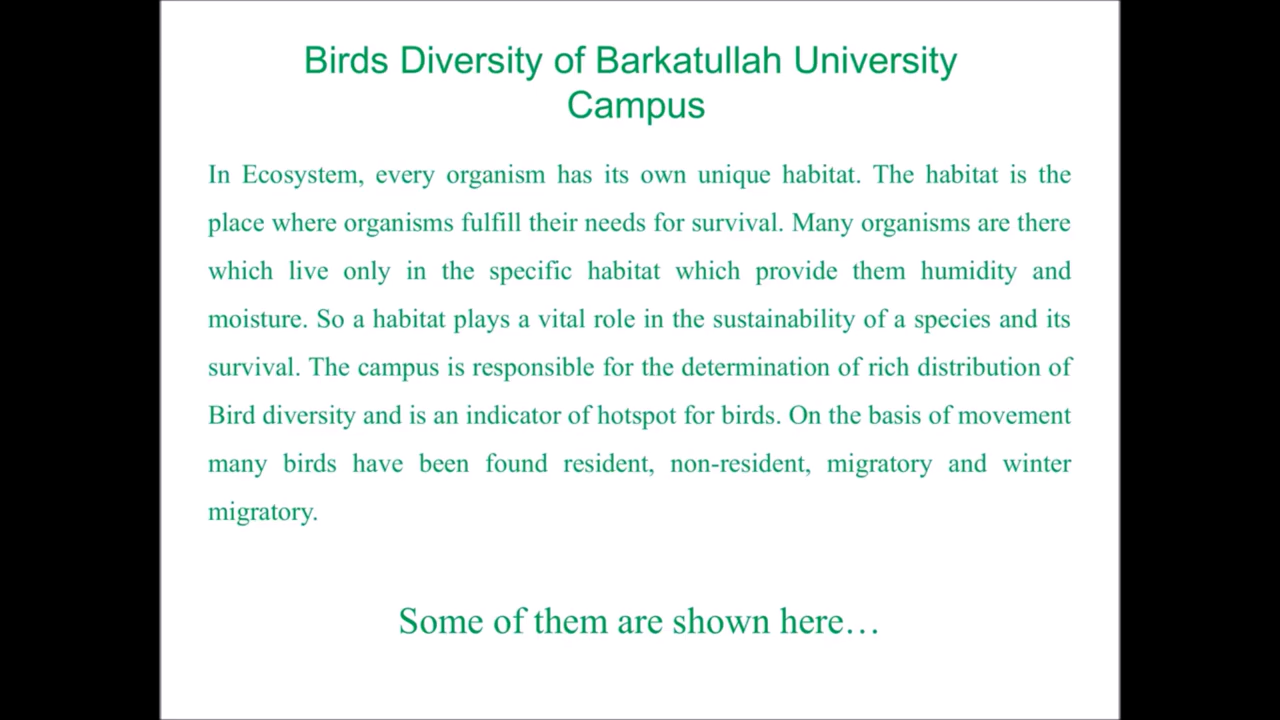 Birds Diversity of Barkatullah University
Campus
In Ecosystem, every organism has its own unique habitat. The habitat is the
place where organisms fulfill their needs for survival. Many organisms are there
which live only in the specific habitat which provide them humidity and
moisture. So a habitat plays a vital role in the sustainability of a species and its
survival. The campus is responsible for the determination of rich distribution of
Bird diversity and is an indicator of hotspot for birds. On the basis of movement
many birds have been found resident, non-resident, migratory and winter
migratory.
Some of them are shown here…